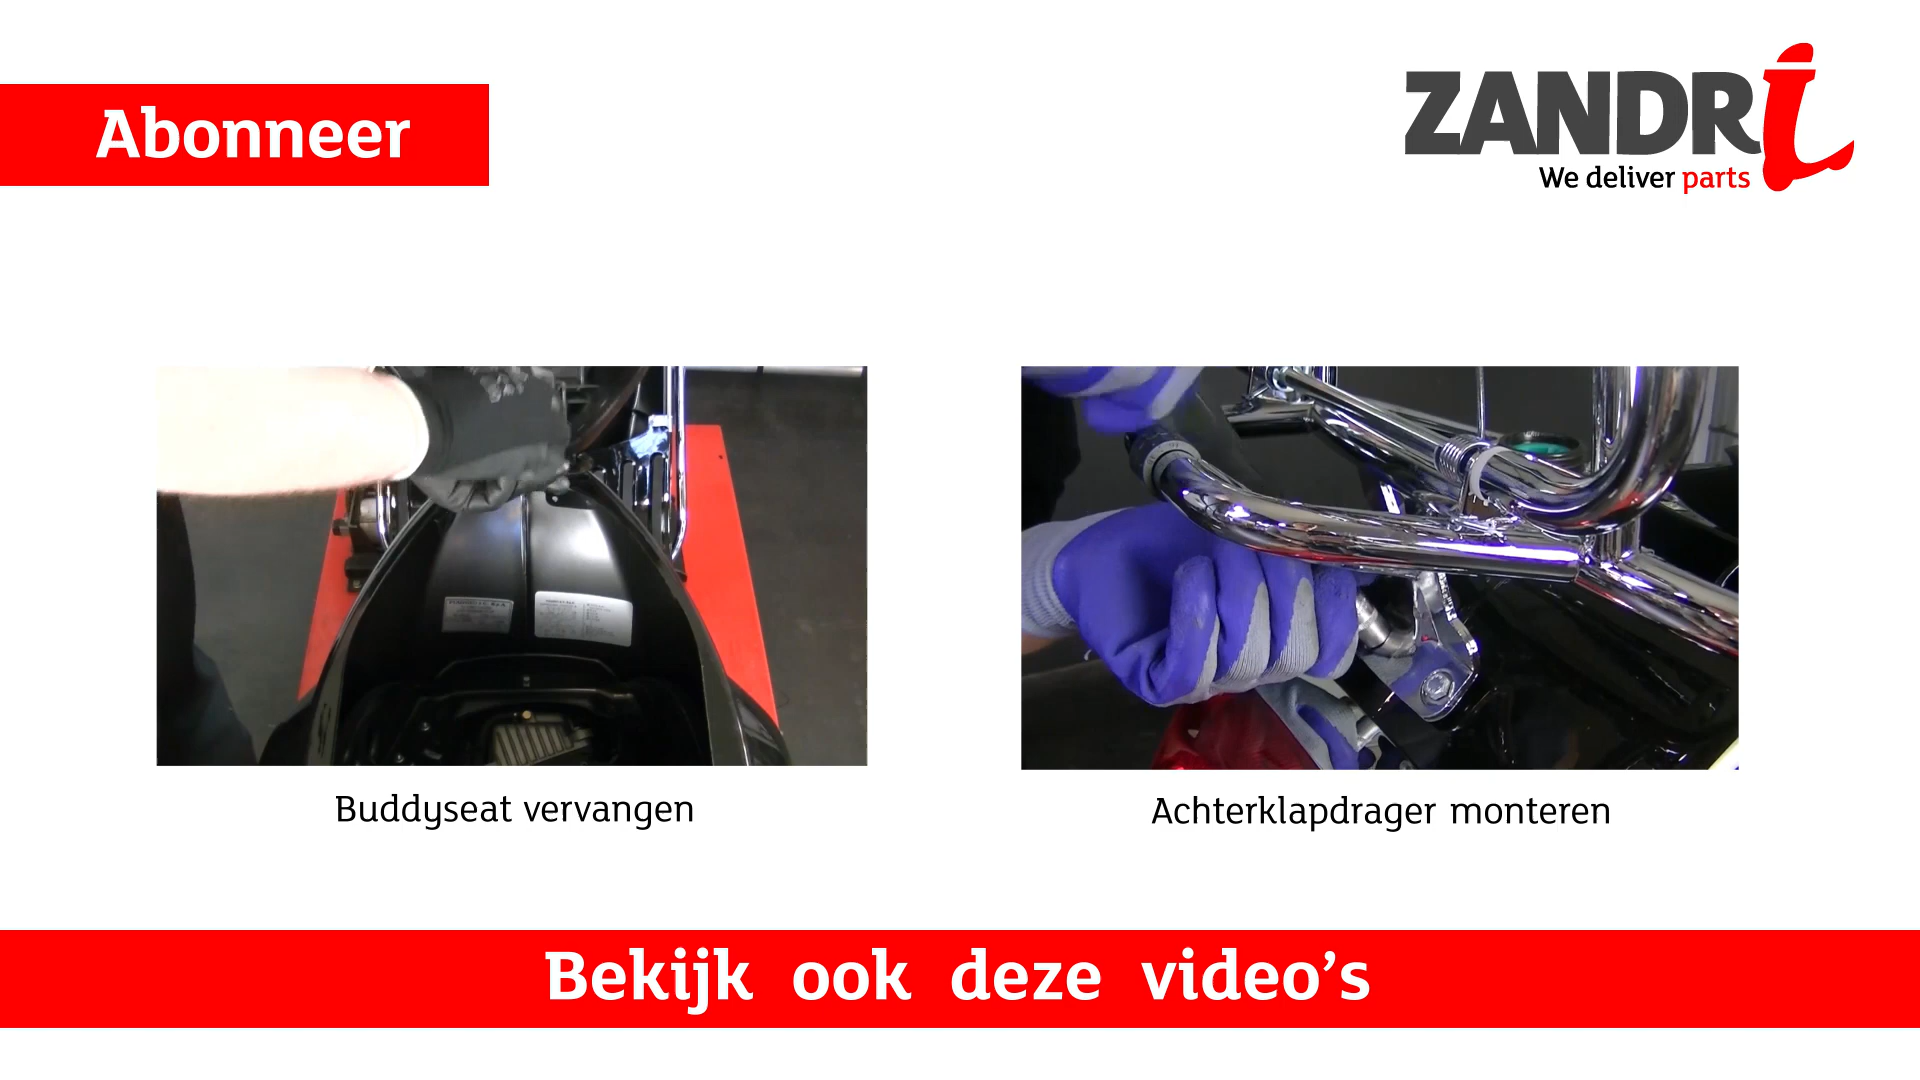 Abonneer
ZANDRi
We deliver parts
Buddyseat vervangen
Achterklapdrager monteren
Bekijk ook deze video's